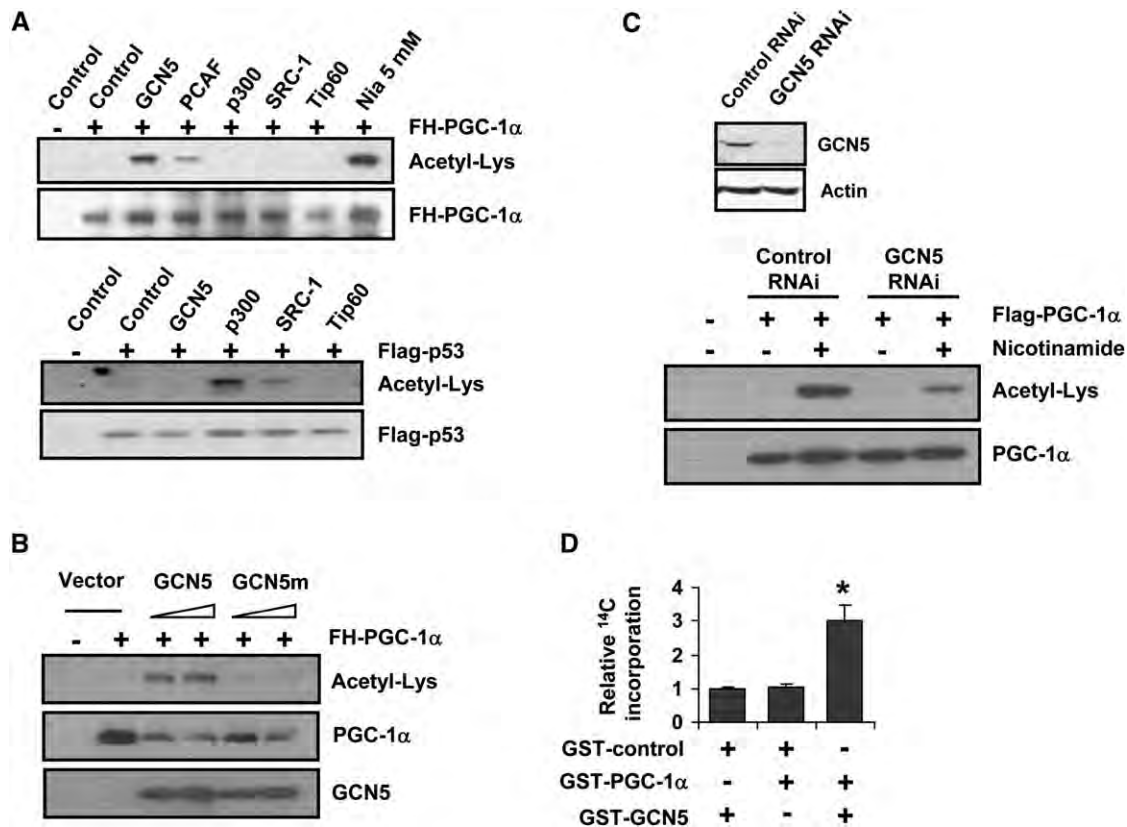 A
Control
Control
GCN5
PCAF
p300
SRC-1
Tip60
Nia 5 mM
- + + + + + + + FH-PGC-1α
Acetyl-Lys
FH-PGC-1α
Control
Control
GCN5
p300
SRC-1
Tip60
- + + + + + Flag-p53
Acetyl-Lys
Flag-p53
B
Vector GCN5 GCN5m
- + + + + + FH-PGC-1α
Acetyl-Lys
PGC-1α
GCN5
C
Control RNAi
GCN5 RNAi
GCN5
Actin
Control RNAi
GCN5 RNAi
- + + + + Flag-PGC-1α
- - + - + Nicotinamide
Acetyl-Lys
PGC-1α
D
Relative ¹⁴C
incorporation
4
3
2
1
0
*
GST-control + + -
GST-PGC-1α - + +
GST-GCN5 + - +